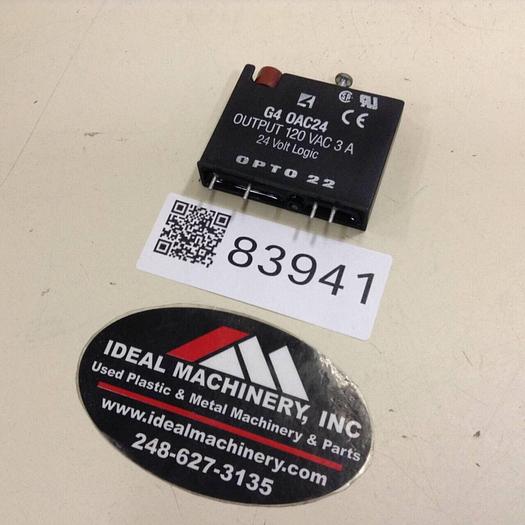 G4 OAC24
OUTPUT 120 VAC 3 A
24 Volt Logic
OPTO 22
83941
IDEAL MACHINERY, INC
Used Plastic & Metal Machinery & Parts
www.idealmachinery.com
248-627-3135